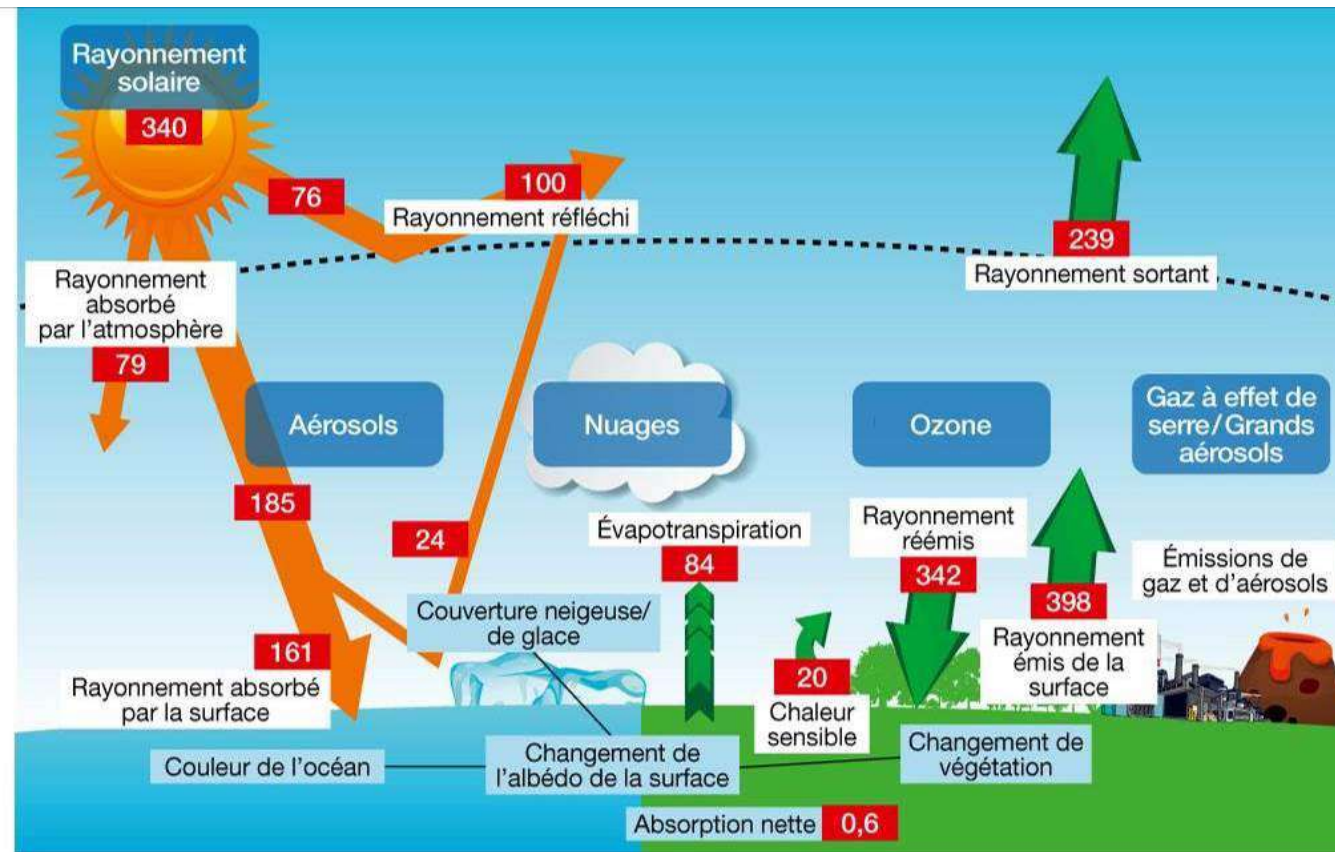 Rayonnement
solaire
340
76
100
Rayonnement réfléchi
239
Rayonnement sortant
Rayonnement
absorbé
par l'atmosphère
79
Aérosols
Nuages
Ozone
Gaz à effet de
serre/Grands
aérosols
185
24
Évapotranspiration
84
Rayonnement
réémis
342
398
Rayonnement
émis de la
surface
Émissions de
gaz et d'aérosols
Couverture neigeuse/
de glace
161
Rayonnement absorbé
par la surface
20
Chaleur
sensible
Couleur de l'océan
Changement de
l'albédo de la surface
Changement de
végétation
Absorption nette 0,6